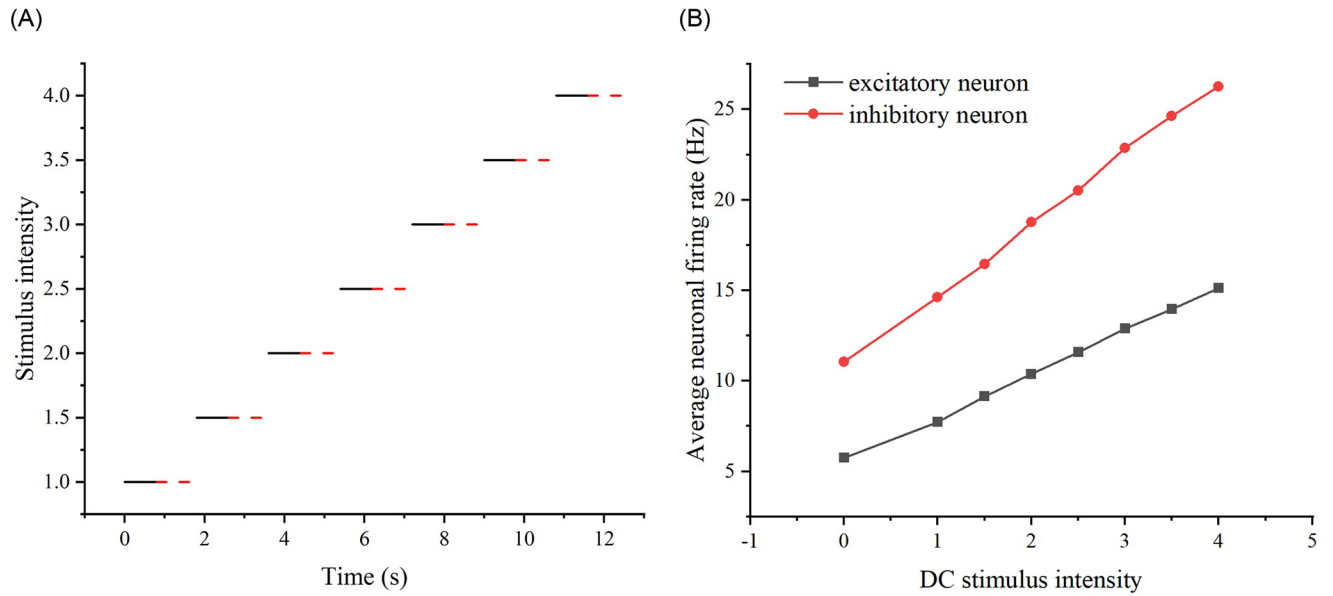 (A)
Stimulus intensity
4.0
3.5
3.0
2.5
2.0
1.5
1.0
0 2 4 6 8 10 12
Time (s)
(B)
Average neuronal firing rate (Hz)
excitatory neuron
inhibitory neuron
25
20
15
10
5
-1 0 1 2 3 4 5
DC stimulus intensity